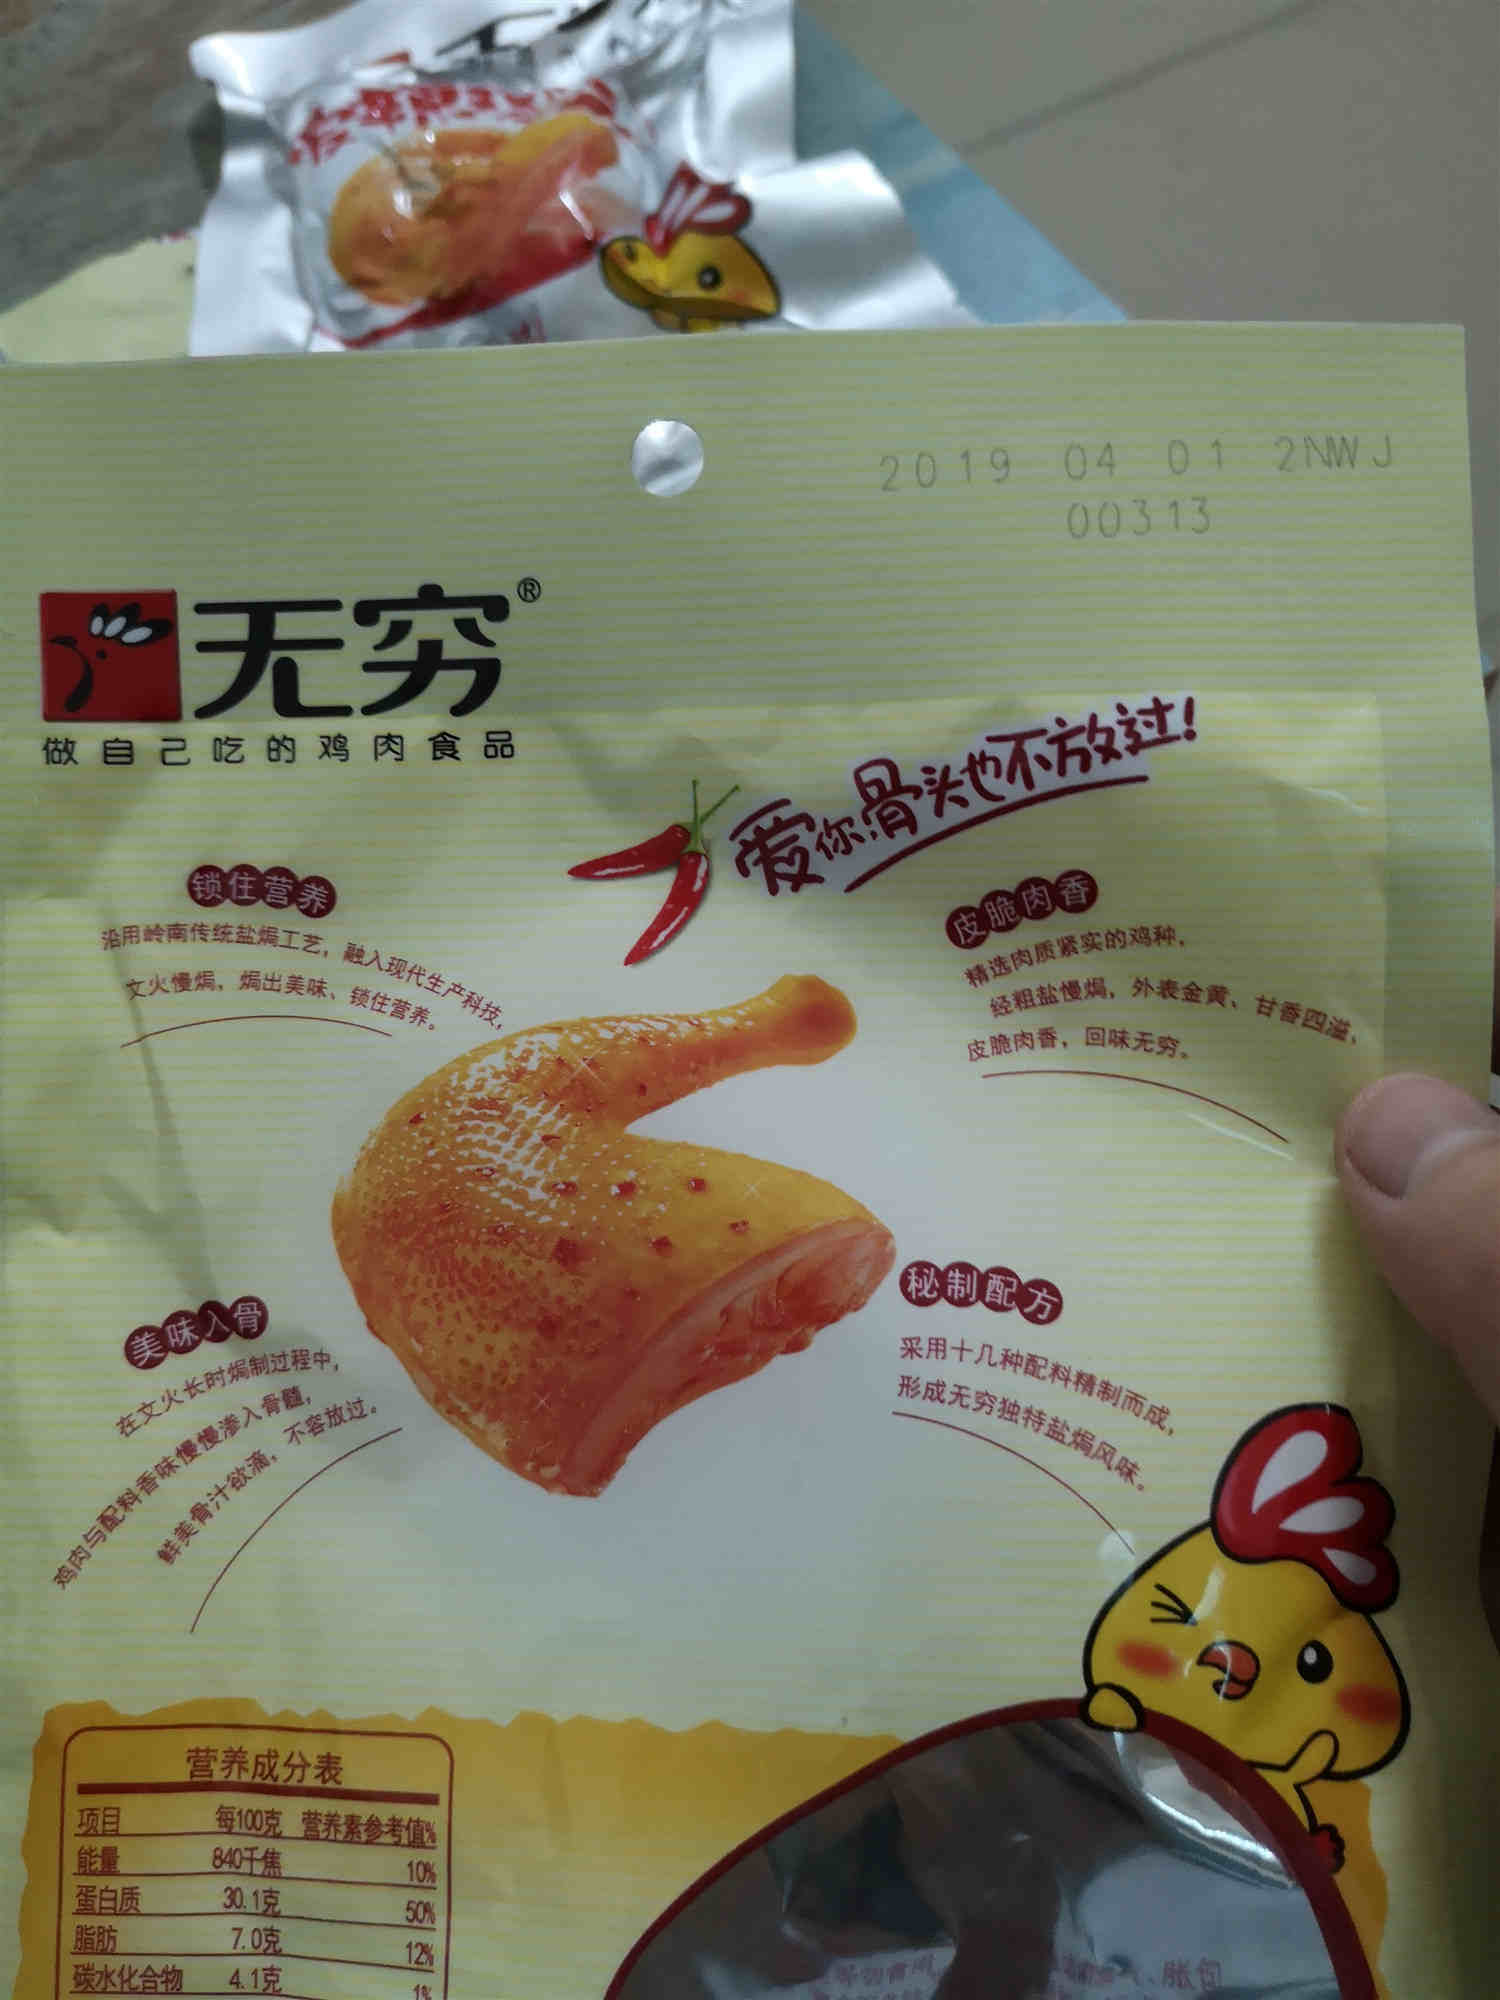 2019 04 01 2NWJ
00313
无穷®
做自己吃的鸡肉食品
爱你,骨头也不放过!
锁住营养
沿用岭南传统盐焗工艺，融入现代生产科技，
文火慢焗，焗出美味、锁住营养。
皮脆肉香
精选肉质紧实的鸡种，
经粗盐慢焗，外表金黄、甘香四溢，
皮脆肉香，回味无穷。
美味入骨
在文火长时焗制过程中，
鸡肉与配料香味慢慢渗入骨髓，
鲜美骨汁欲滴，不容放过。
秘制配方
采用十几种配料精制而成，
形成无穷独特盐焗风味。
营养成分表
项目 每100克 营养素参考值%
能量 840千焦 10%
蛋白质 30.1克 50%
脂肪 7.0克 12%
碳水化合物 4.1克 1%
胀包